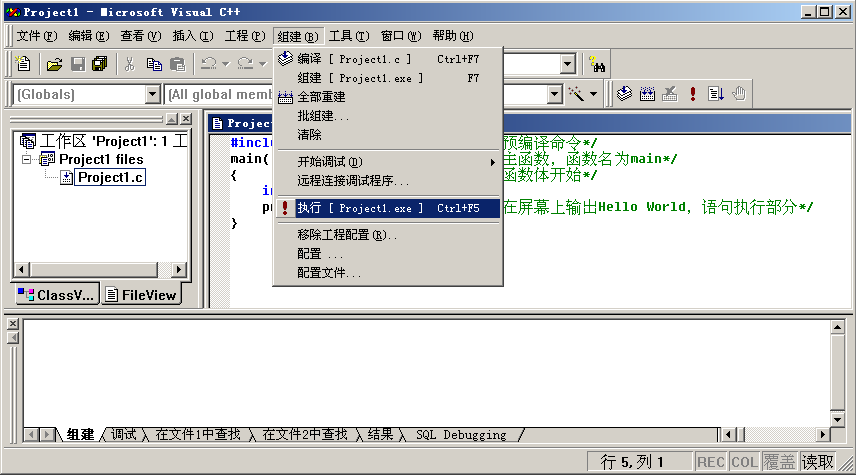 Project1 - Microsoft Visual C++
文件(F) 编辑(E) 查看(V) 插入(I) 工程(P) 组建(B) 工具(T) 窗口(W) 帮助(H)
(Globals) [All global memb
编译 [ Project1.c ] Ctrl+F7
组建 [ Project1.exe ] F7
全部重建
批组建...
清除
开始调试(D)
远程连接调试程序...
执行 [ Project1.exe ] Ctrl+F5
移除工程配置(R)..
配置 ...
配置文件...
工作区 'Project1': 1 工
Project1 files
Project1.c
ClassV... FileView
Project
#incl 预编译命令*/
main( 主函数，函数名为main*/
{ 函数体开始*/
in
p 在屏幕上输出Hello World，语句执行部分*/
}
组建 调试 在文件1中查找 在文件2中查找 结果 SQL Debugging
行 5, 列 1 REC COL 覆盖 读取